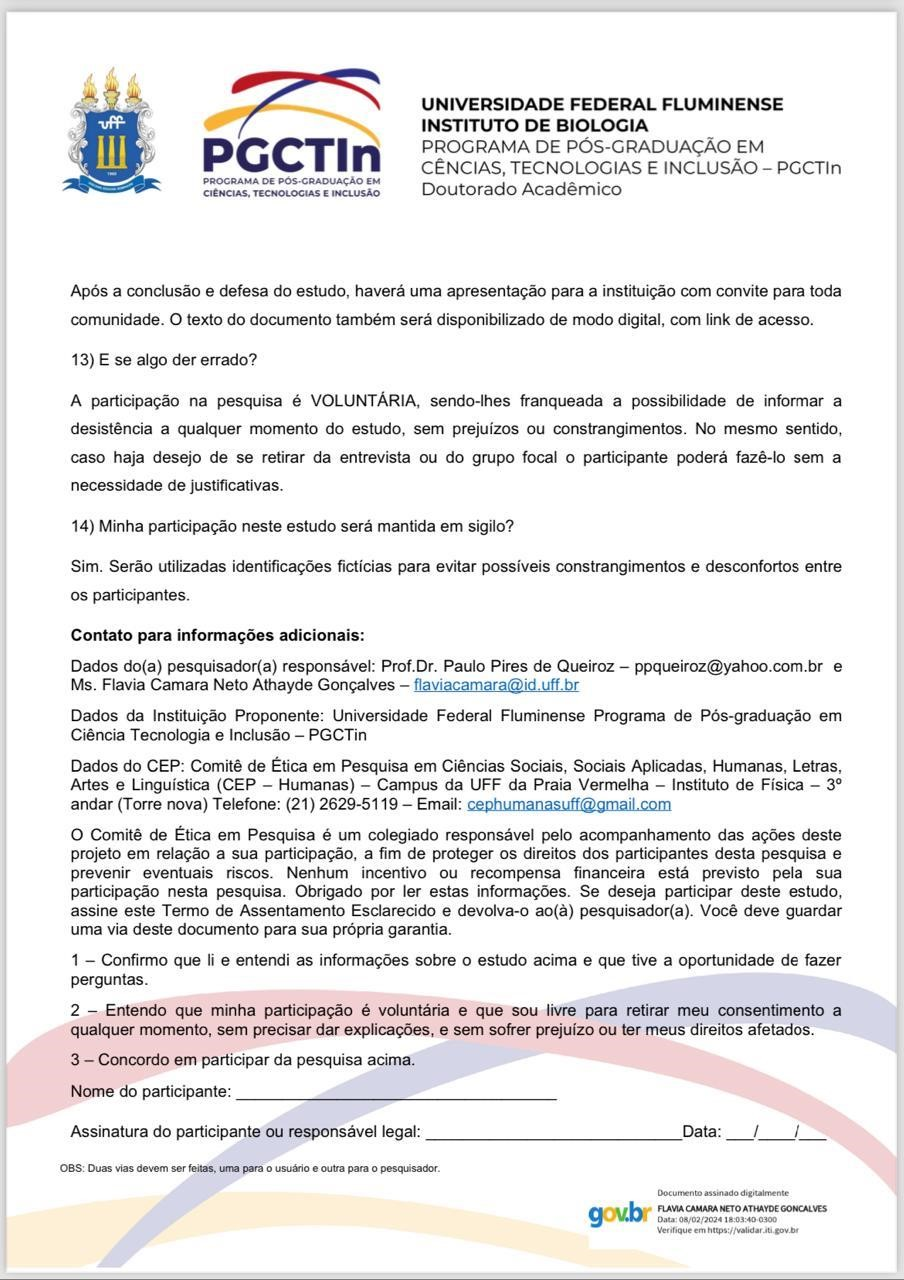 uff
PGCTIn
PROGRAMA DE PÓS-GRADUAÇÃO EM
CIÊNCIAS, TECNOLOGIAS E INCLUSÃO
UNIVERSIDADE FEDERAL FLUMINENSE
INSTITUTO DE BIOLOGIA
PROGRAMA DE PÓS-GRADUAÇÃO EM
CÊNCIAS, TECNOLOGIAS E INCLUSÃO – PGCTIn
Doutorado Acadêmico
Após a conclusão e defesa do estudo, haverá uma apresentação para a instituição com convite para toda
comunidade. O texto do documento também será disponibilizado de modo digital, com link de acesso.
13) E se algo der errado?
A participação na pesquisa é VOLUNTÁRIA, sendo-lhes franqueada a possibilidade de informar a
desistência a qualquer momento do estudo, sem prejuízos ou constrangimentos. No mesmo sentido,
caso haja desejo de se retirar da entrevista ou do grupo focal o participante poderá fazê-lo sem a
necessidade de justificativas.
14) Minha participação neste estudo será mantida em sigilo?
Sim. Serão utilizadas identificações fictícias para evitar possíveis constrangimentos e desconfortos entre
os participantes.
Contato para informações adicionais:
Dados do(a) pesquisador(a) responsável: Prof.Dr. Paulo Pires de Queiroz – ppqueiroz@yahoo.com.br e
Ms. Flavia Camara Neto Athayde Gonçalves – flaviacamara@id.uff.br
Dados da Instituição Proponente: Universidade Federal Fluminense Programa de Pós-graduação em
Ciência Tecnologia e Inclusão – PGCTin
Dados do CEP: Comitê de Ética em Pesquisa em Ciências Sociais, Sociais Aplicadas, Humanas, Letras,
Artes e Linguística (CEP – Humanas) – Campus da UFF da Praia Vermelha – Instituto de Física – 3º
andar (Torre nova) Telefone: (21) 2629-5119 – Email: cephumanasuff@gmail.com
O Comitê de Ética em Pesquisa é um colegiado responsável pelo acompanhamento das ações deste
projeto em relação a sua participação, a fim de proteger os direitos dos participantes desta pesquisa e
prevenir eventuais riscos. Nenhum incentivo ou recompensa financeira está previsto pela sua
participação nesta pesquisa. Obrigado por ler estas informações. Se deseja participar deste estudo,
assine este Termo de Assentamento Esclarecido e devolva-o ao(à) pesquisador(a). Você deve guardar
uma via deste documento para sua própria garantia.
1 – Confirmo que li e entendi as informações sobre o estudo acima e que tive a oportunidade de fazer
perguntas.
2 – Entendo que minha participação é voluntária e que sou livre para retirar meu consentimento a
qualquer momento, sem precisar dar explicações, e sem sofrer prejuízo ou ter meus direitos afetados.
3 – Concordo em participar da pesquisa acima.
Nome do participante: ____________________________________
Assinatura do participante ou responsável legal: _____________________________Data: ___/____/___
OBS: Duas vias devem ser feitas, uma para o usuário e outra para o pesquisador.
gov.br
Documento assinado digitalmente
FLAVIA CAMARA NETO ATHAYDE GONCALVES
Data: 08/02/2024 18:03:40-0300
Verifique em https://validar.iti.gov.br